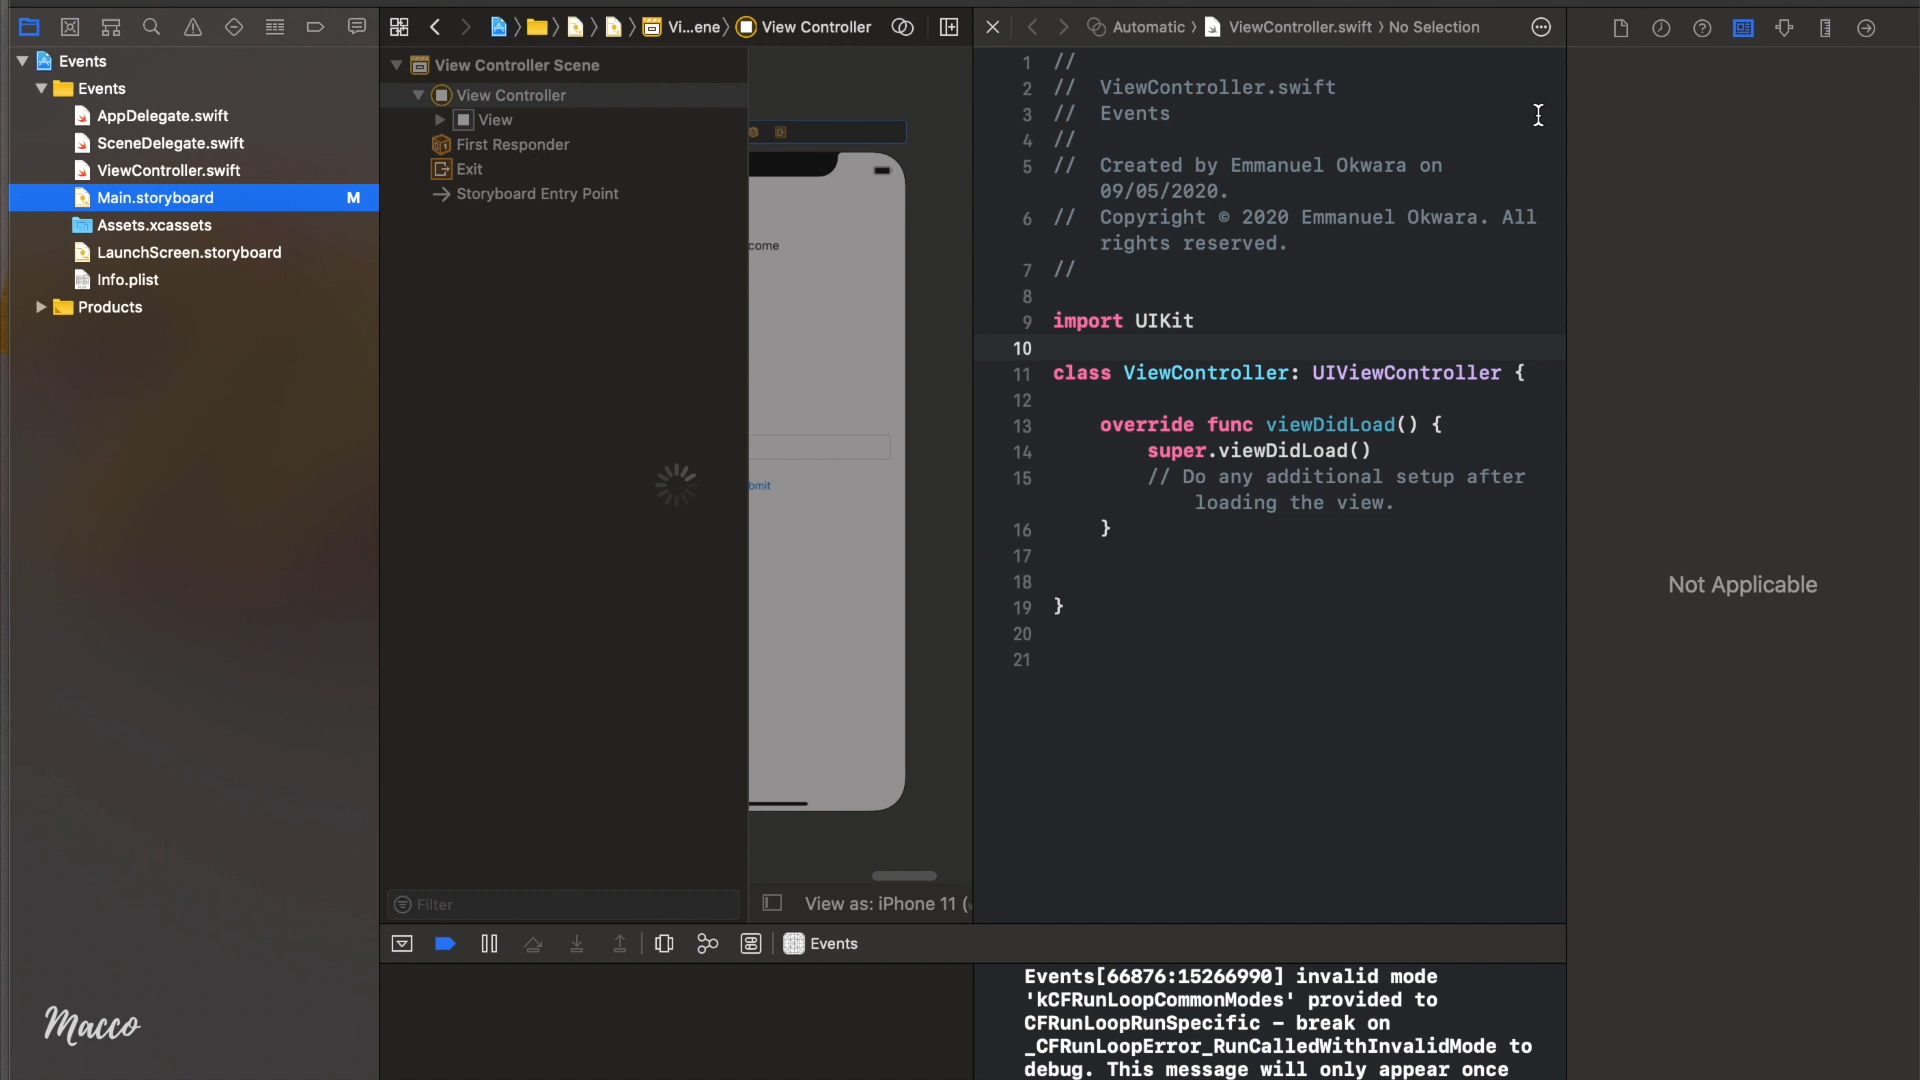 Events
Events
AppDelegate.swift
SceneDelegate.swift
ViewController.swift
Main.storyboard M
Assets.xcassets
LaunchScreen.storyboard
Info.plist
Products
Macco
Vi...ene
View Controller
View Controller Scene
View Controller
View
First Responder
Exit
Storyboard Entry Point
come
bmit
Filter
View as: iPhone 11 (
Automatic
ViewController.swift
No Selection
1 //
2 // ViewController.swift
3 // Events
4 //
5 // Created by Emmanuel Okwara on
09/05/2020.
6 // Copyright © 2020 Emmanuel Okwara. All
rights reserved.
7 //
8
9 import UIKit
10
11 class ViewController: UIViewController {
12
13 override func viewDidLoad() {
14 super.viewDidLoad()
15 // Do any additional setup after
loading the view.
16 }
17
18
19 }
20
21
Not Applicable
Events
Events[66876:15266990] invalid mode
'kCFRunLoopCommonModes' provided to
CFRunLoopRunSpecific - break on
_CFRunLoopError_RunCalledWithInvalidMode to
debug. This message will only appear once